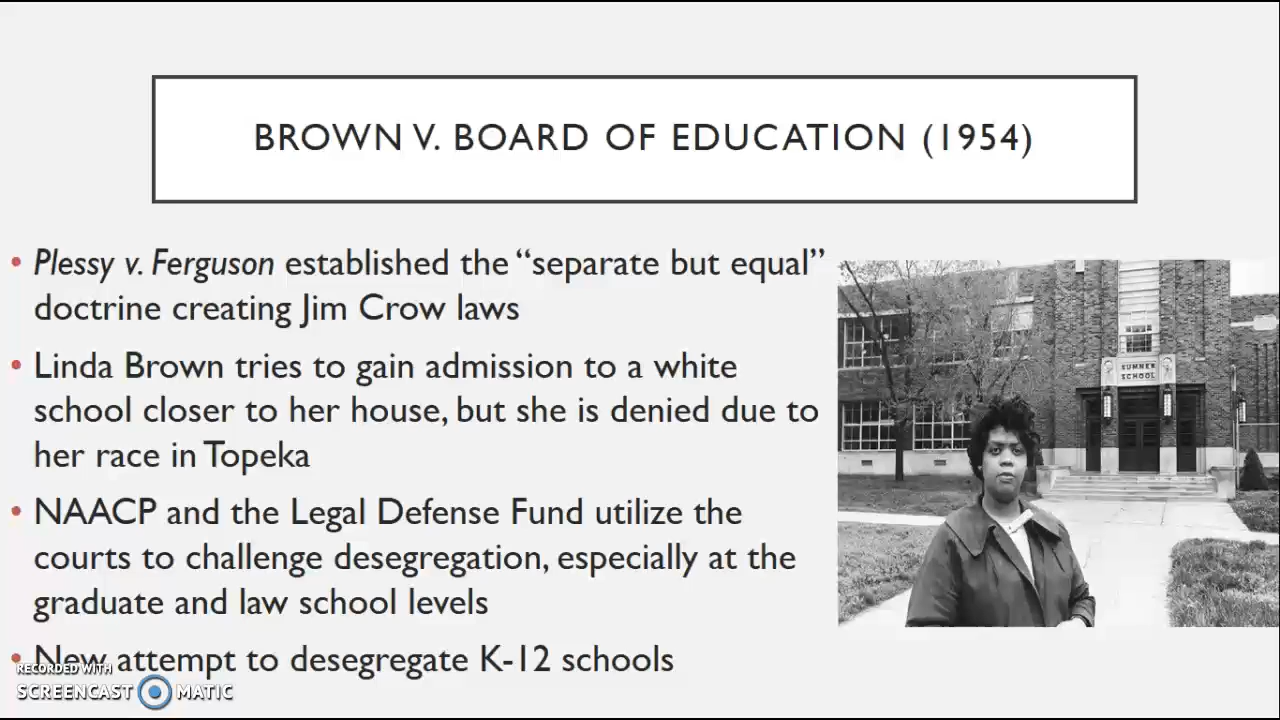 BROWN V. BOARD OF EDUCATION (1954)
• Plessy v. Ferguson established the “separate but equal”
doctrine creating Jim Crow laws
• Linda Brown tries to gain admission to a white
school closer to her house, but she is denied due to
her race in Topeka
• NAACP and the Legal Defense Fund utilize the
courts to challenge desegregation, especially at the
graduate and law school levels
• New attempt to desegregate K-12 schools
SUMNER
SCHOOL
RECORDED WITH
SCREENCAST MATIC